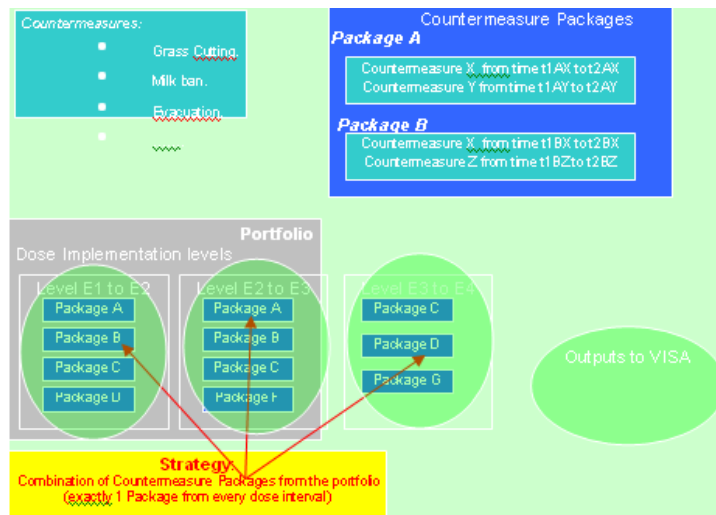 Countermeasures:
Grass Cutting.
Milk ban.
Evacuation.
Countermeasure Packages
Package A
Countermeasure X from time t1AX to t2AX
Countermeasure Y from time t1AY to t2AY
Package B
Countermeasure X from time t1BX to t2BX
Countermeasure Z from time t1BZ to t2BZ
Portfolio
Dose Implementation levels
Level E1 to E2
Package A
Package B
Package C
Package D
Level E2 to E3
Package A
Package B
Package C
Package F
Level E3 to E4
Package C
Package D
Package G
Outputs to VISA
Strategy:
Combination of Countermeasure Packages from the portfolio
(exactly 1 Package from every dose interval)